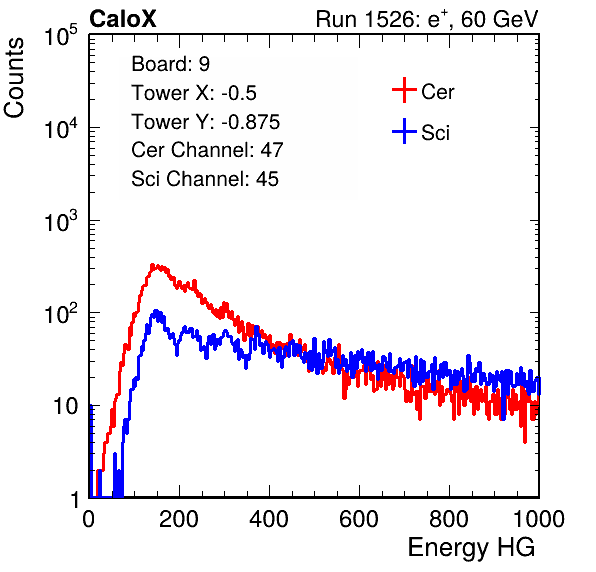 CaloX Run 1526: e⁺, 60 GeV
Counts
Board: 9
Tower X: -0.5
Tower Y: -0.875
Cer Channel: 47
Sci Channel: 45
Cer
Sci
10⁵
10⁴
10³
10²
10
1
0 200 400 600 800 1000
Energy HG